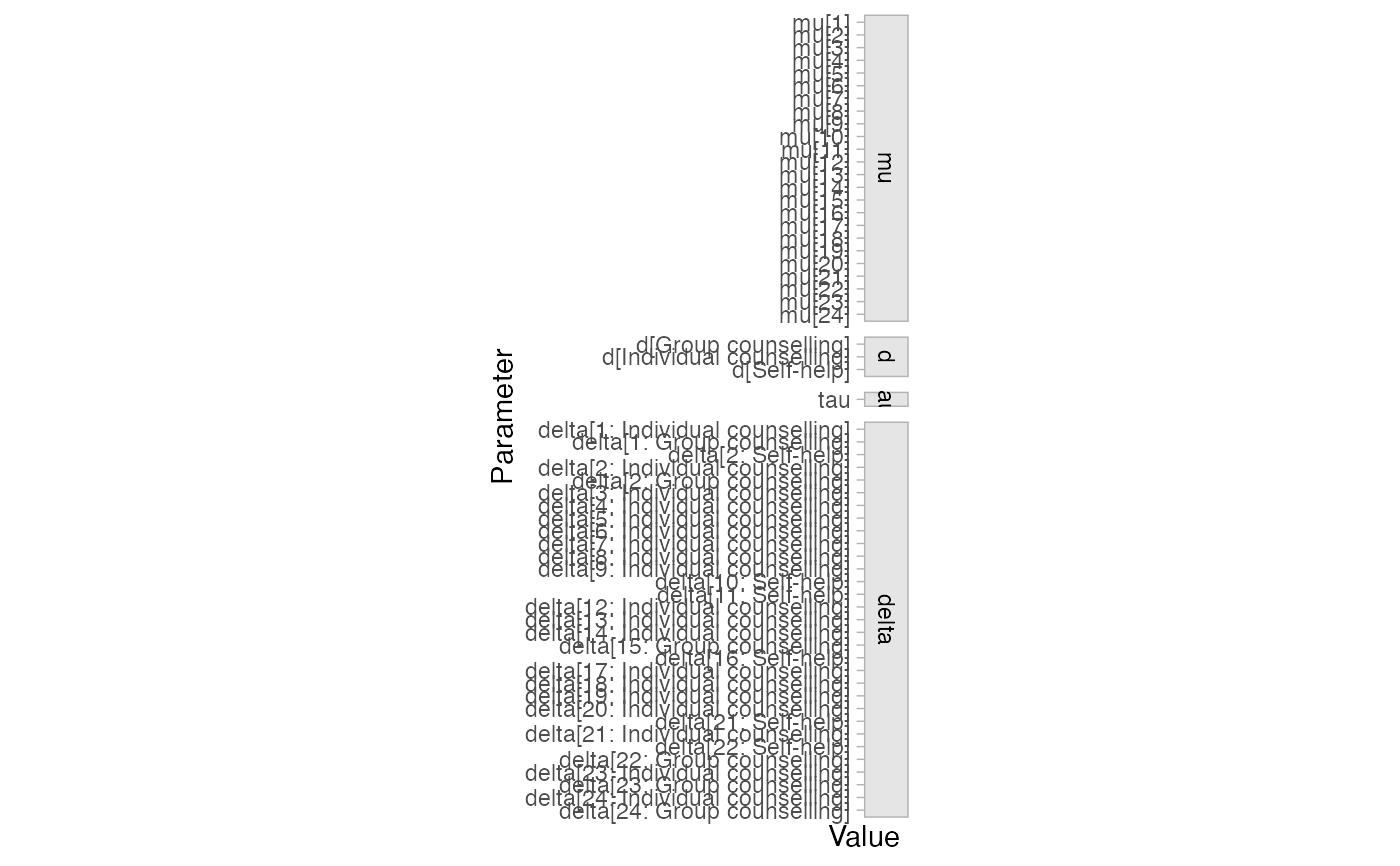 mu[1]
mu[2]
mu[3]
mu[4]
mu[5]
mu[6]
mu[7]
mu[8]
mu[9]
mu[10]
mu[11]
mu[12]
mu[13]
mu[14]
mu[15]
mu[16]
mu[17]
mu[18]
mu[19]
mu[20]
mu[21]
mu[22]
mu[23]
mu[24]
mu
d[Group counselling]
d[Individual counselling]
d[Self-help]
d
tau
au
Parameter
delta[1: Individual counselling]
delta[1: Group counselling]
delta[2: Self-help]
delta[2: Individual counselling]
delta[2: Group counselling]
delta[3: Individual counselling]
delta[4: Individual counselling]
delta[5: Individual counselling]
delta[6: Individual counselling]
delta[7: Individual counselling]
delta[8: Individual counselling]
delta[9: Individual counselling]
delta[10: Self-help]
delta[11: Self-help]
delta[12: Individual counselling]
delta[13: Individual counselling]
delta[14: Individual counselling]
delta[15: Group counselling]
delta[16: Self-help]
delta[17: Individual counselling]
delta[18: Individual counselling]
delta[19: Individual counselling]
delta[20: Individual counselling]
delta[21: Self-help]
delta[21: Individual counselling]
delta[22: Self-help]
delta[22: Group counselling]
delta[23: Individual counselling]
delta[23: Group counselling]
delta[24: Individual counselling]
delta[24: Group counselling]
delta
Value